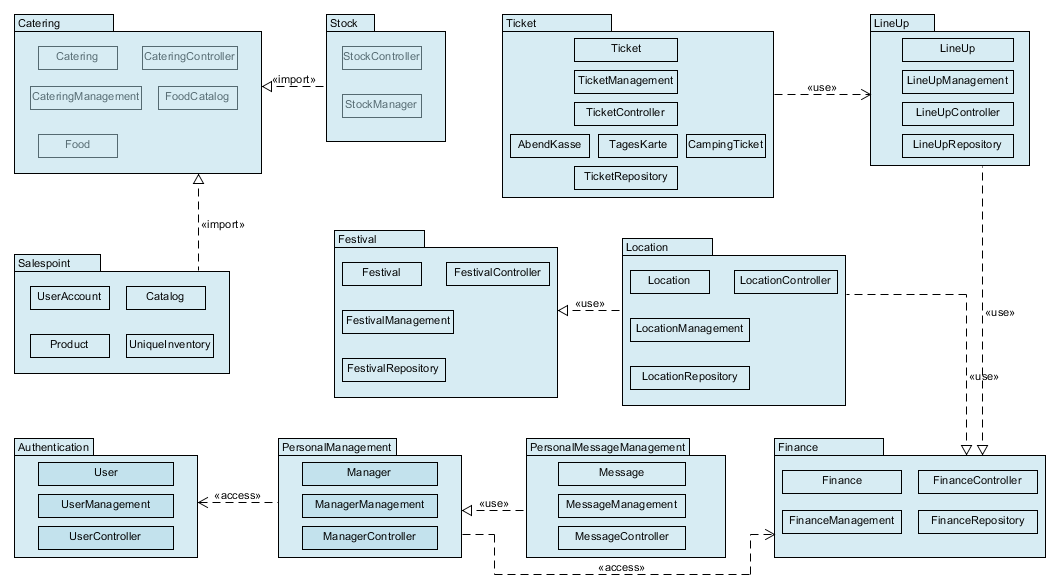 Catering
Catering
CateringController
CateringManagement
FoodCatalog
Food
«import»
Stock
StockController
StockManager
Ticket
Ticket
TicketManagement
TicketController
AbendKasse
TagesKarte
CampingTicket
TicketRepository
«use»
LineUp
LineUp
LineUpManagement
LineUpController
LineUpRepository
«import»
Salespoint
UserAccount
Catalog
Product
UniqueInventory
Festival
Festival
FestivalController
FestivalManagement
FestivalRepository
«use»
Location
Location
LocationController
LocationManagement
LocationRepository
«use»
«use»
Authentication
User
UserManagement
UserController
«access»
PersonalManagement
Manager
ManagerManagement
ManagerController
«use»
PersonalMessageManagement
Message
MessageManagement
MessageController
«access»
Finance
Finance
FinanceController
FinanceManagement
FinanceRepository